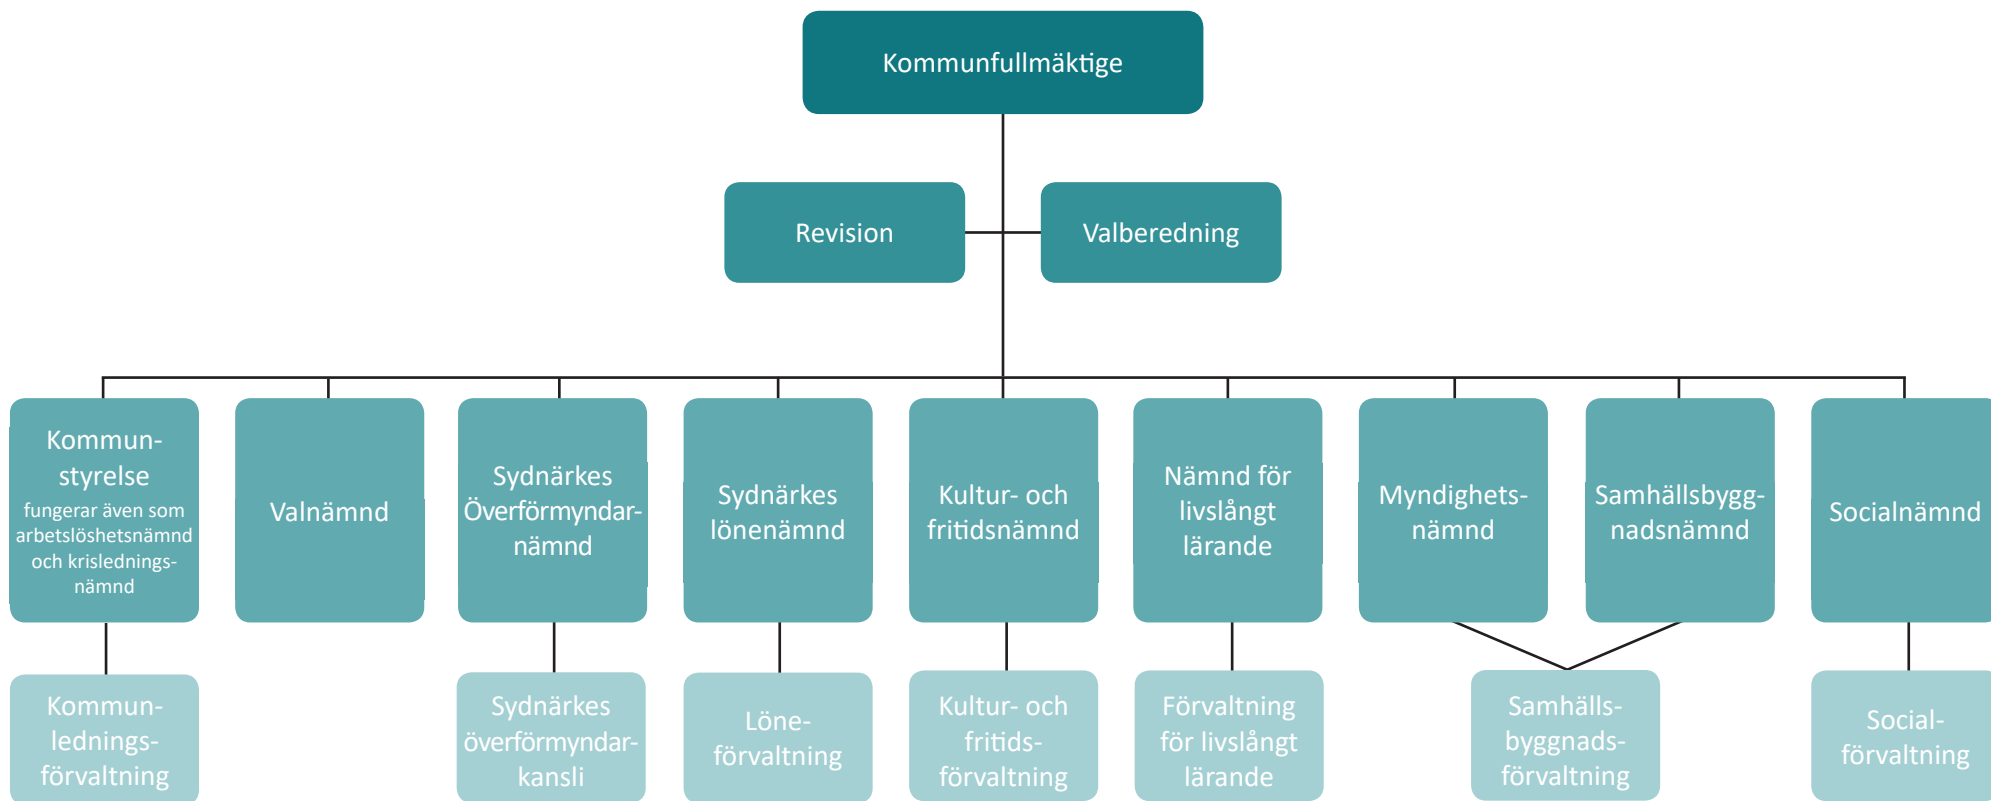 Kommunfullmäktige
Revision
Valberedning
Kommun-
styrelse
fungerar även som
arbetslöshetsnämnd
och krislednings-
nämnd
Valnämnd
Sydnärkes
Överförmyndar-
nämnd
Sydnärkes
lönenämnd
Kultur- och
fritidsnämnd
Nämnd för
livslångt
lärande
Myndighets-
nämnd
Samhällsbygg-
nadsnämnd
Socialnämnd
Kommun-
lednings-
förvaltning
Sydnärkes
överförmyndar-
kansli
Löne-
förvaltning
Kultur- och
fritids-
förvaltning
Förvaltning
för livslångt
lärande
Samhälls-
byggnads-
förvaltning
Social-
förvaltning